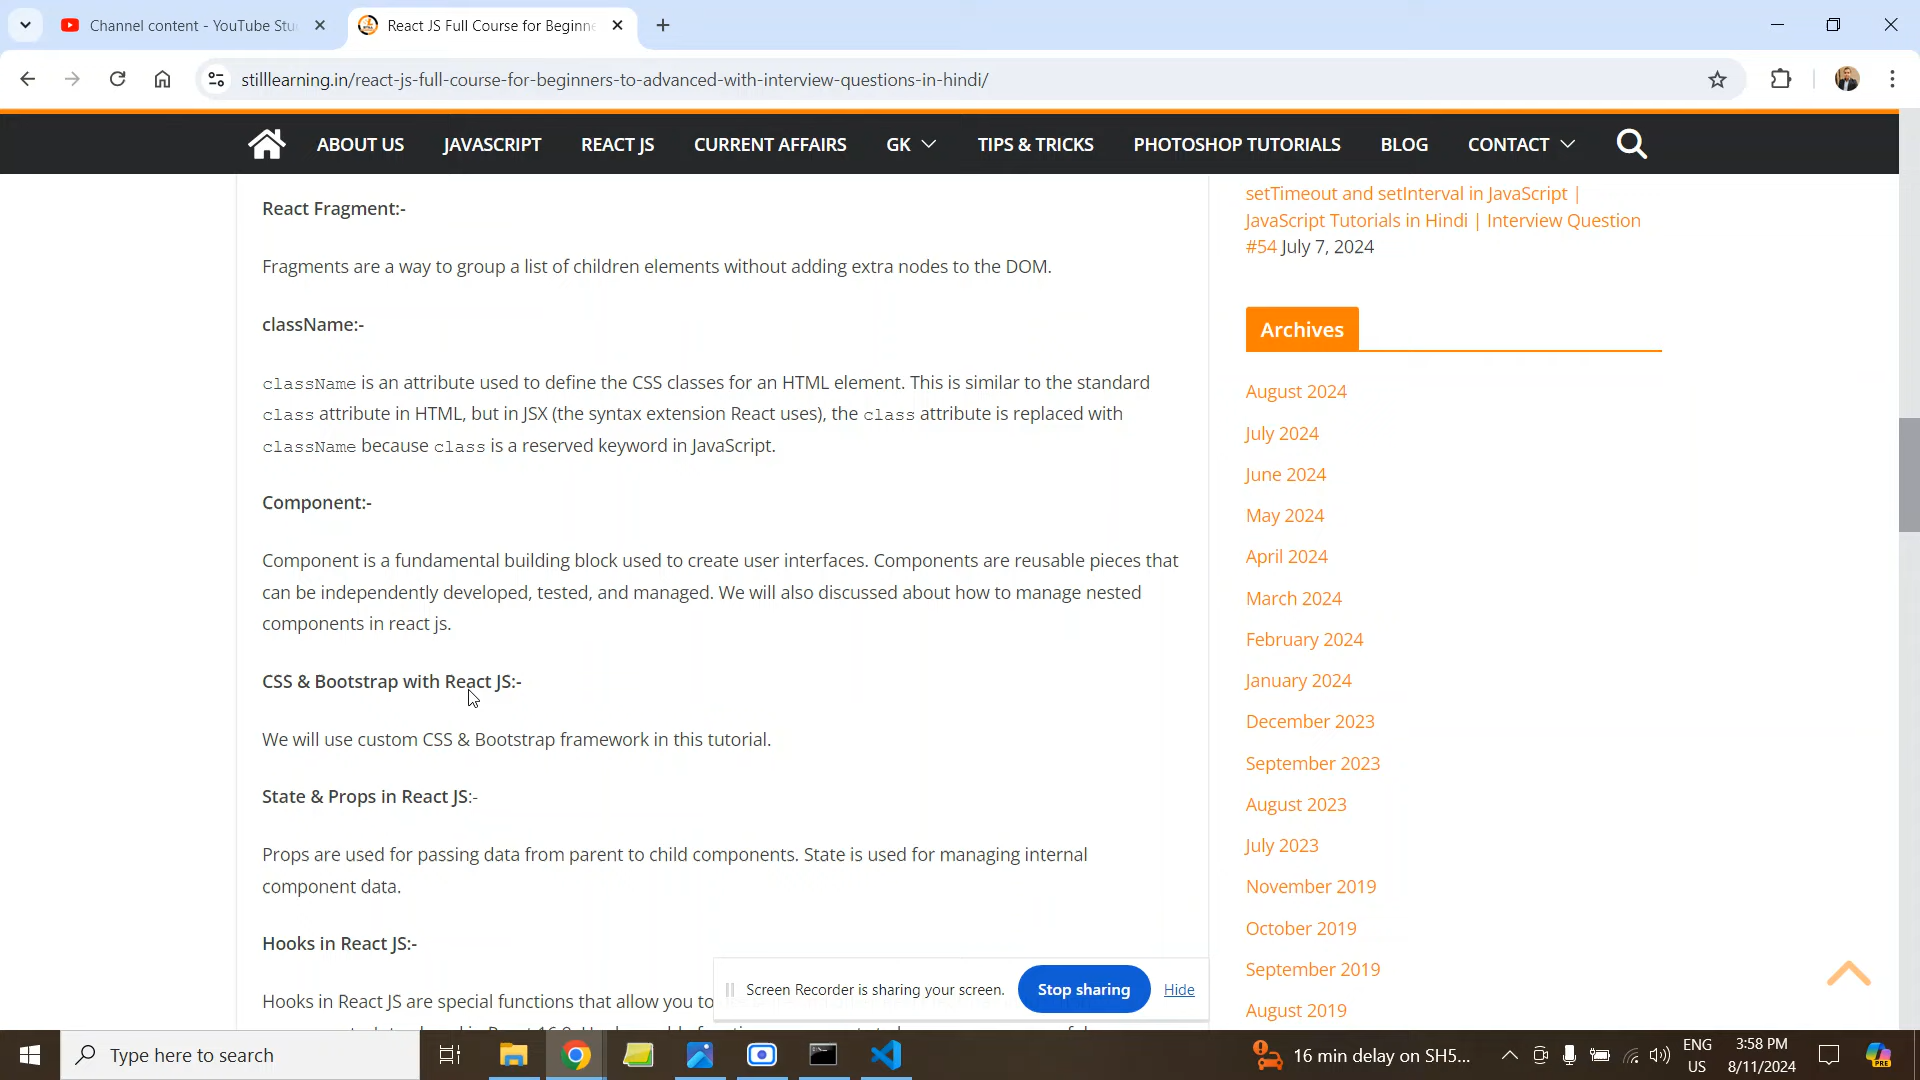 Channel content - YouTube Stu
React JS Full Course for Beginne
stilllearning.in/react-js-full-course-for-beginners-to-advanced-with-interview-questions-in-hindi/
ABOUT US
JAVASCRIPT
REACT JS
CURRENT AFFAIRS
GK
TIPS & TRICKS
PHOTOSHOP TUTORIALS
BLOG
CONTACT
React Fragment:-
Fragments are a way to group a list of children elements without adding extra nodes to the DOM.
className:-
className is an attribute used to define the CSS classes for an HTML element. This is similar to the standard
class attribute in HTML, but in JSX (the syntax extension React uses), the class attribute is replaced with
className because class is a reserved keyword in JavaScript.
Component:-
Component is a fundamental building block used to create user interfaces. Components are reusable pieces that
can be independently developed, tested, and managed. We will also discussed about how to manage nested
components in react js.
CSS & Bootstrap with React JS:-
We will use custom CSS & Bootstrap framework in this tutorial.
State & Props in React JS:-
Props are used for passing data from parent to child components. State is used for managing internal
component data.
Hooks in React JS:-
Hooks in React JS are special functions that allow you to
setTimeout and setInterval in JavaScript |
JavaScript Tutorials in Hindi | Interview Question
#54 July 7, 2024
Archives
August 2024
July 2024
June 2024
May 2024
April 2024
March 2024
February 2024
January 2024
December 2023
September 2023
August 2023
July 2023
November 2019
October 2019
September 2019
August 2019
Screen Recorder is sharing your screen.
Stop sharing
Hide
Type here to search
16 min delay on SH5...
ENG
US
3:58 PM
8/11/2024
PRE